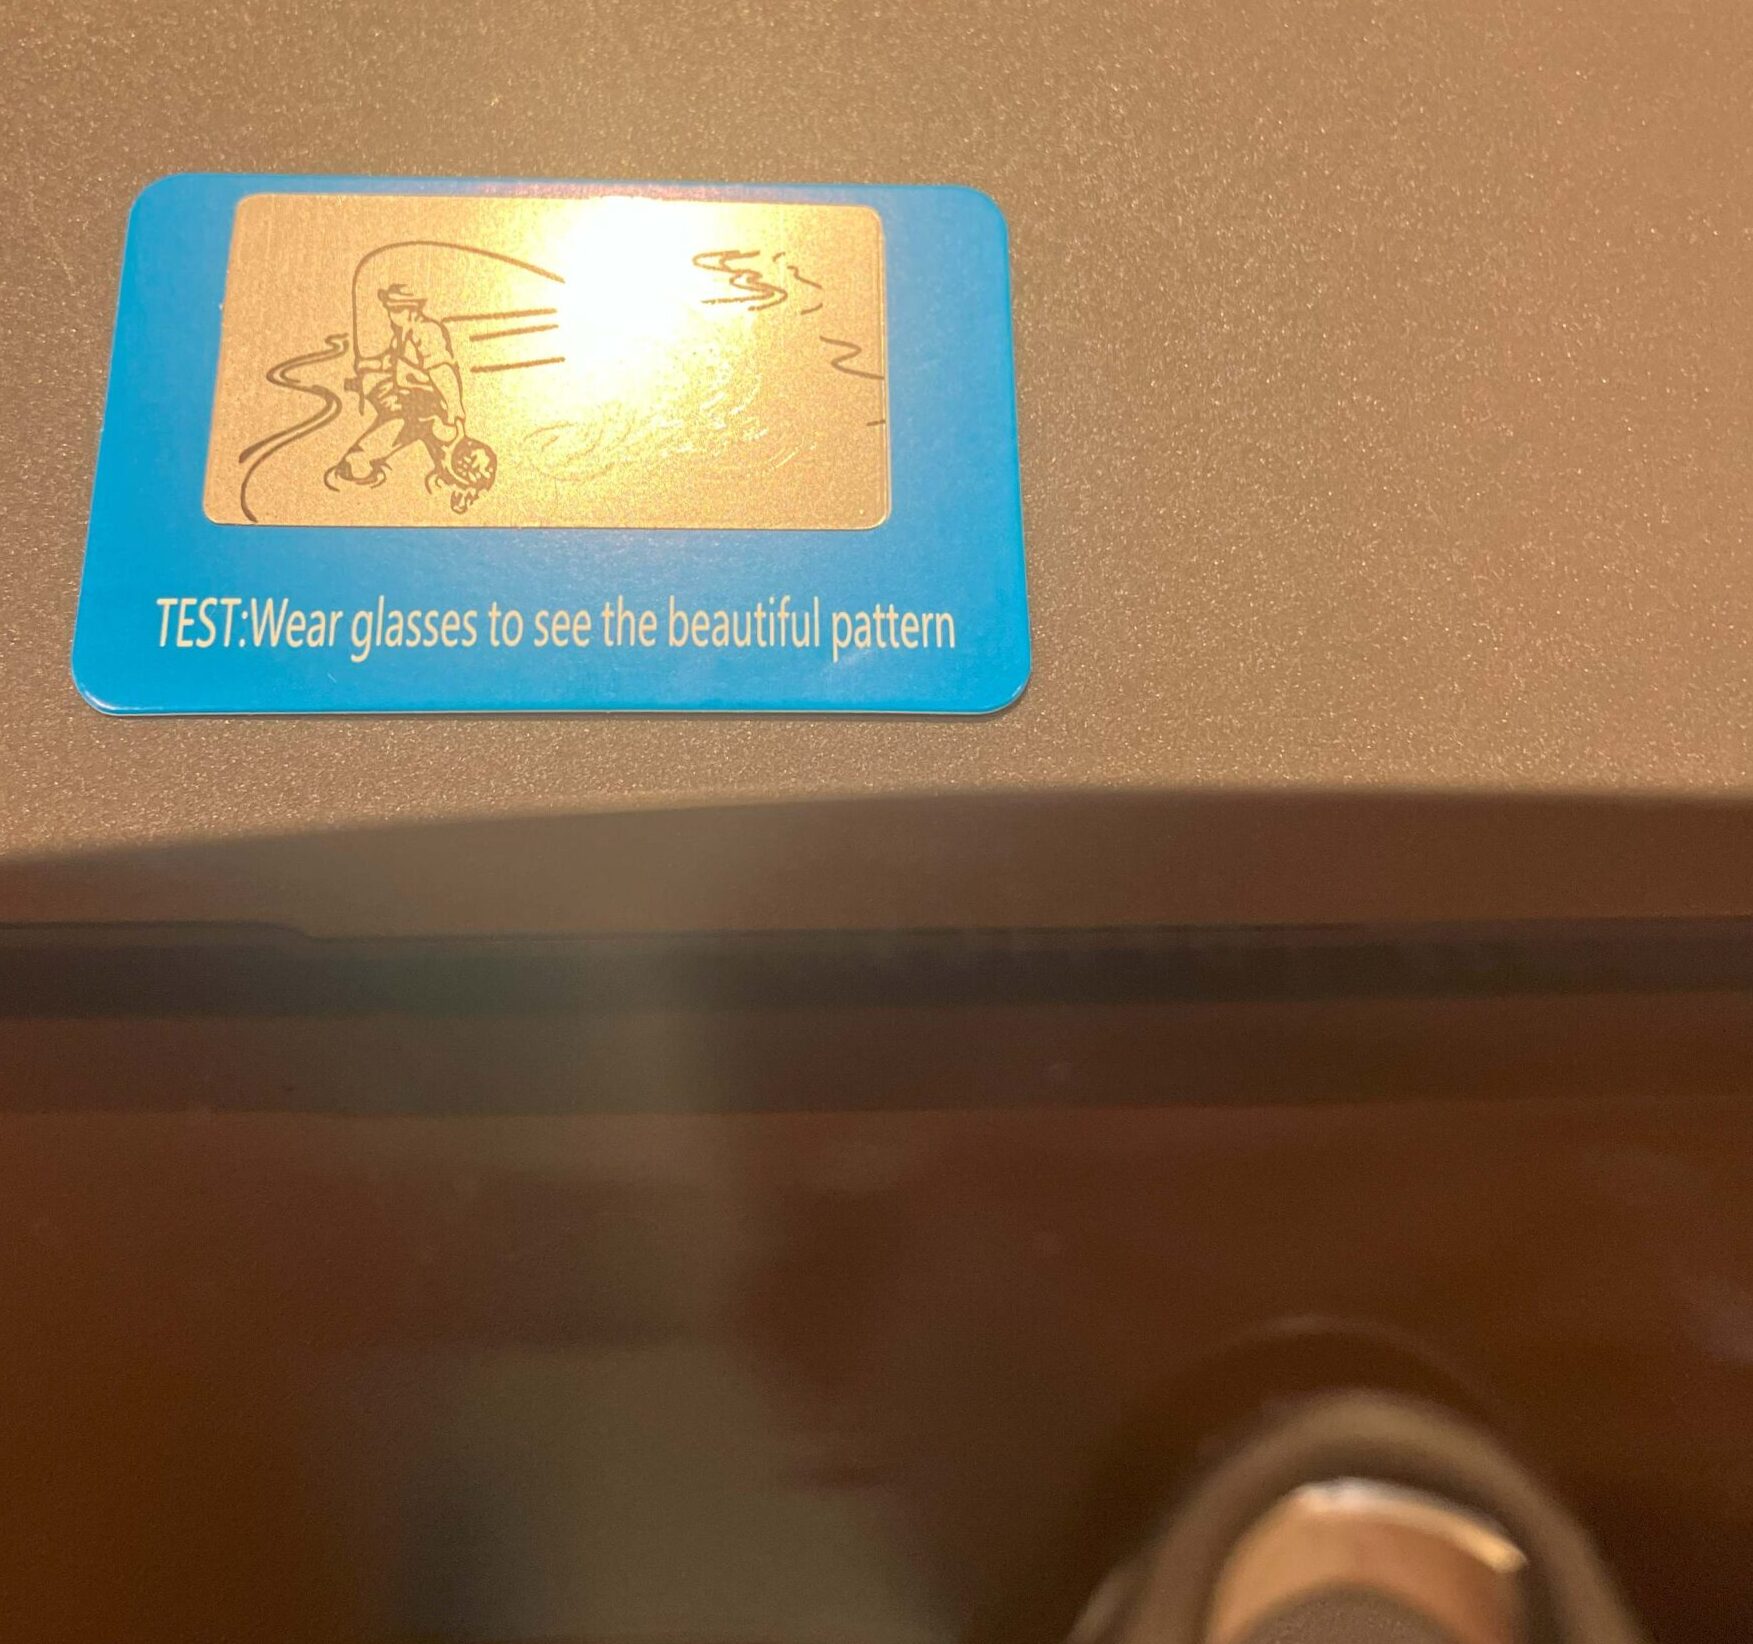 TEST:Wear glasses to see the beautiful pattern